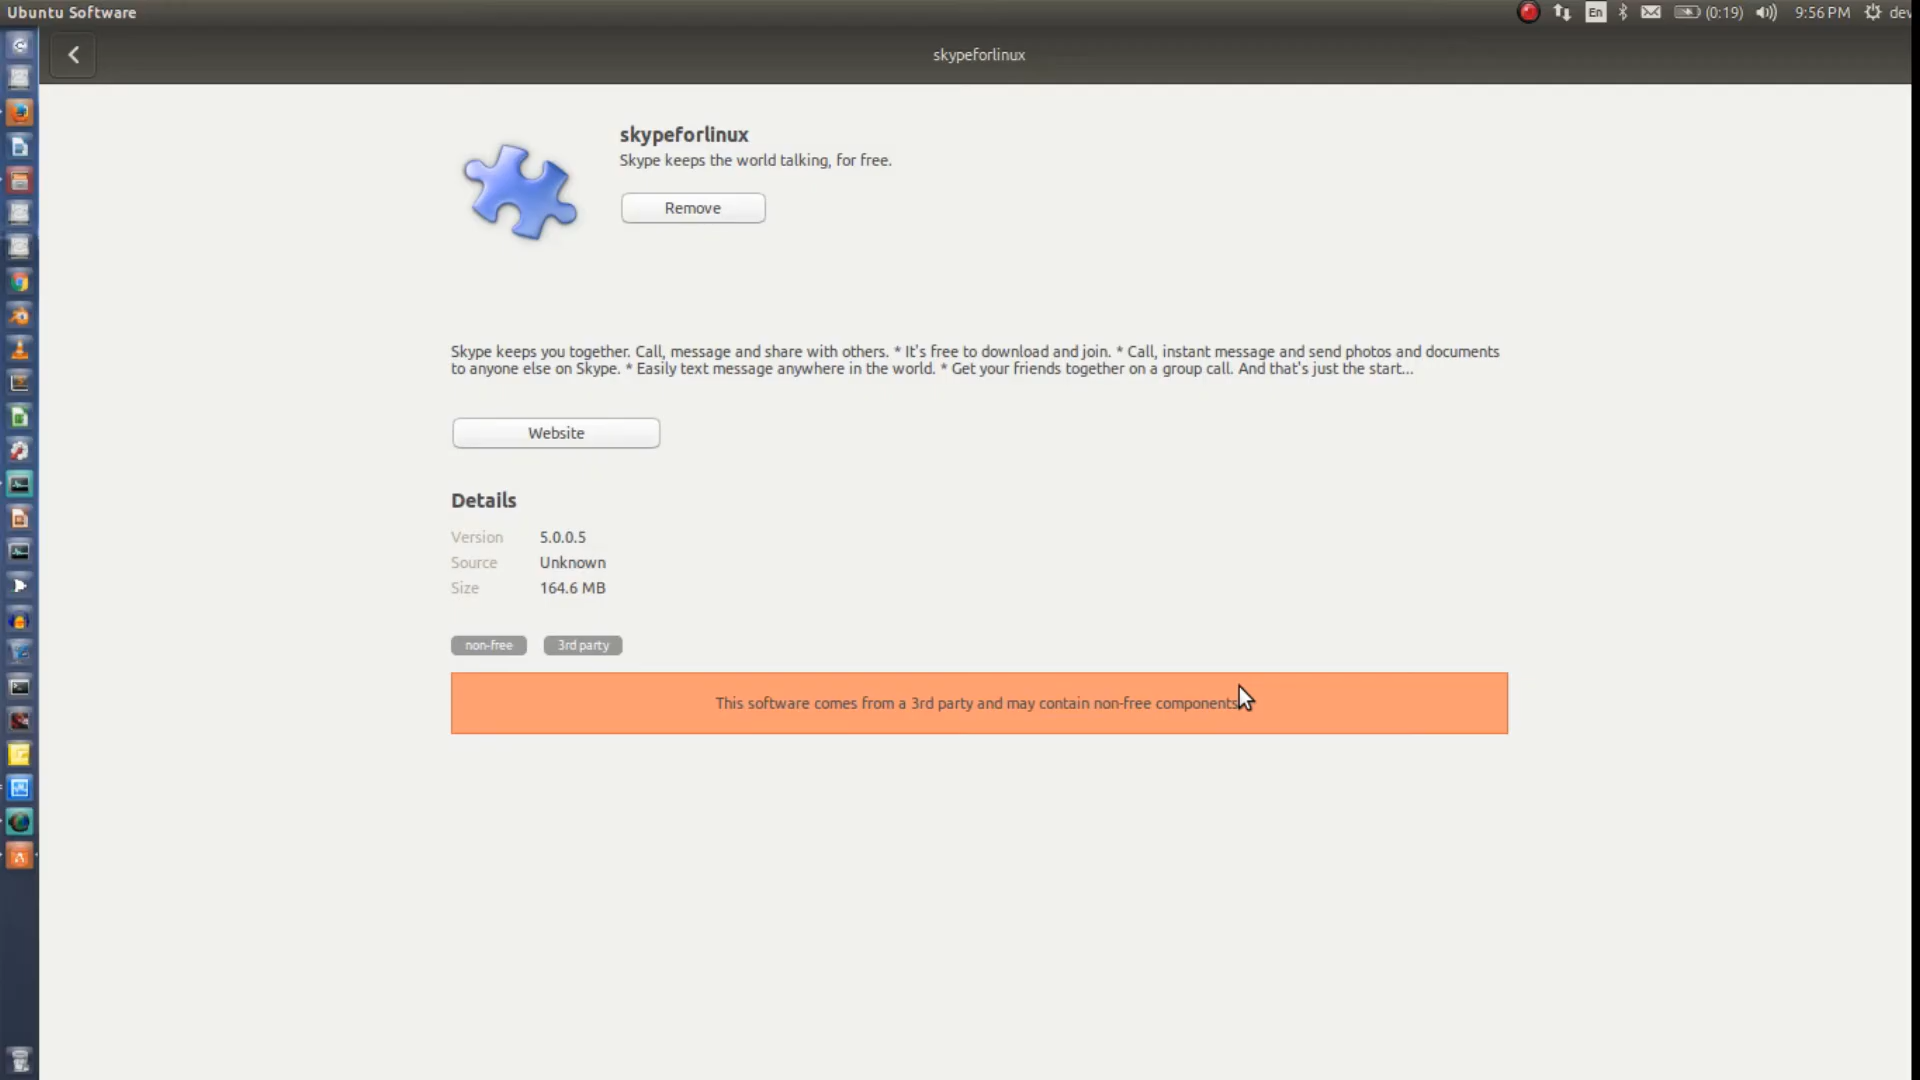 Ubuntu Software
En
(0:19)
9:56 PM
dev
skypeforlinux
skypeforlinux
Skype keeps the world talking, for free.
Remove
Skype keeps you together. Call, message and share with others. * It's free to download and join. * Call, instant message and send photos and documents
to anyone else on Skype. * Easily text message anywhere in the world. * Get your friends together on a group call. And that's just the start...
Website
Details
Version 5.0.0.5
Source Unknown
Size 164.6 MB
non-free 3rd party
This software comes from a 3rd party and may contain non-free components